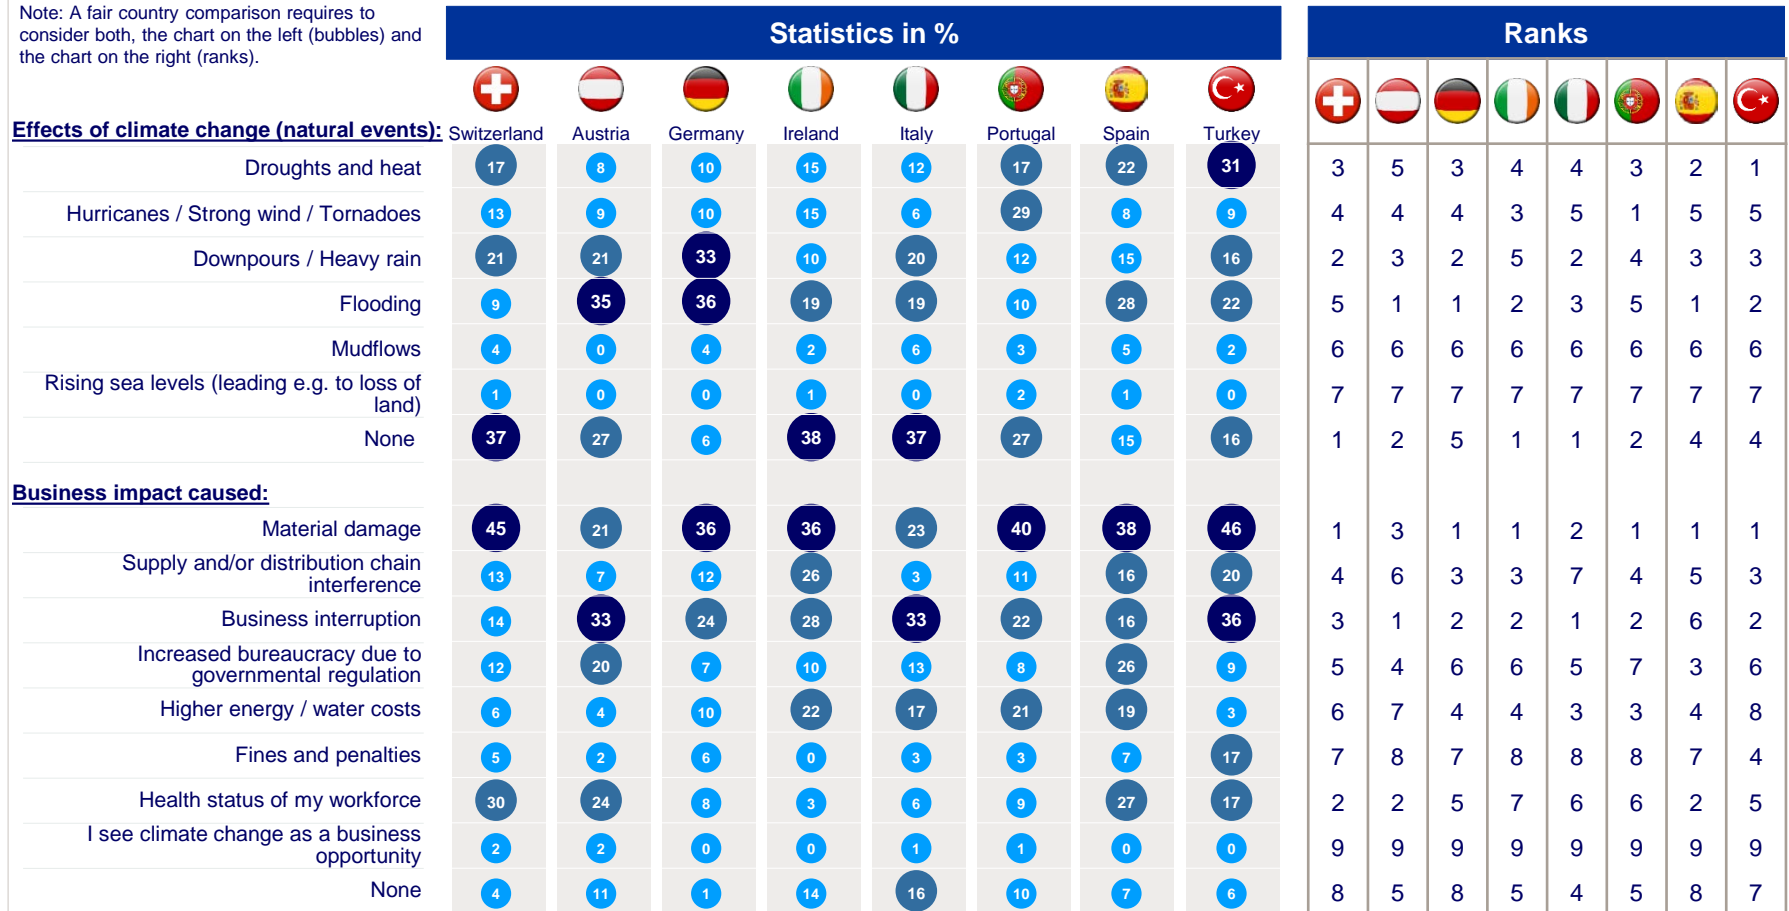 Note: A fair country comparison requires to
consider both, the chart on the left (bubbles) and
the chart on the right (ranks).
Statistics in %
Ranks
Effects of climate change (natural events): Switzerland Austria Germany Ireland Italy Portugal Spain Turkey
Droughts and heat 17 8 10 15 12 17 22 31 3 5 3 4 4 3 2 1
Hurricanes / Strong wind / Tornadoes 13 9 10 15 6 29 8 9 4 4 4 3 5 1 5 5
Downpours / Heavy rain 21 21 33 10 20 12 15 16 2 3 2 5 2 4 3 3
Flooding 9 35 36 19 19 10 28 22 5 1 1 2 3 5 1 2
Mudflows 4 0 4 2 6 3 5 2 6 6 6 6 6 6 6 6
Rising sea levels (leading e.g. to loss of
land) 1 0 0 1 0 2 1 0 7 7 7 7 7 7 7 7
None 37 27 6 38 37 27 15 16 1 2 5 1 1 2 4 4
Business impact caused:
Material damage 45 21 36 36 23 40 38 46 1 3 1 1 2 1 1 1
Supply and/or distribution chain
interference 13 7 12 26 3 11 16 20 4 6 3 3 7 4 5 3
Business interruption 14 33 24 28 33 22 16 36 3 1 2 2 1 2 6 2
Increased bureaucracy due to
governmental regulation 12 20 7 10 13 8 26 9 5 4 6 6 5 7 3 6
Higher energy / water costs 6 4 10 22 17 21 19 3 6 7 4 4 3 3 4 8
Fines and penalties 5 2 6 0 3 3 7 17 7 8 7 8 8 8 7 4
Health status of my workforce 30 24 8 3 6 9 27 17 2 2 5 7 6 6 2 5
I see climate change as a business
opportunity 2 2 0 0 1 1 0 0 9 9 9 9 9 9 9 9
None 4 11 1 14 16 10 7 6 8 5 8 5 4 5 8 7